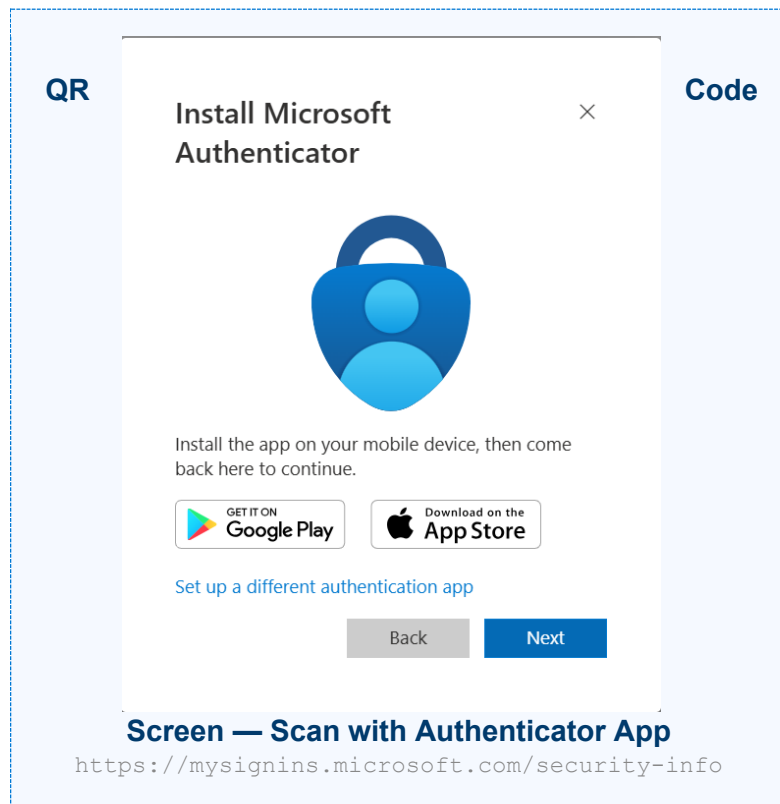 QR Code
Install Microsoft
Authenticator
Install the app on your mobile device, then come
back here to continue.
GET IT ON
Google Play
Download on the
App Store
Set up a different authentication app
Back Next
Screen — Scan with Authenticator App
https://mysignins.microsoft.com/security-info